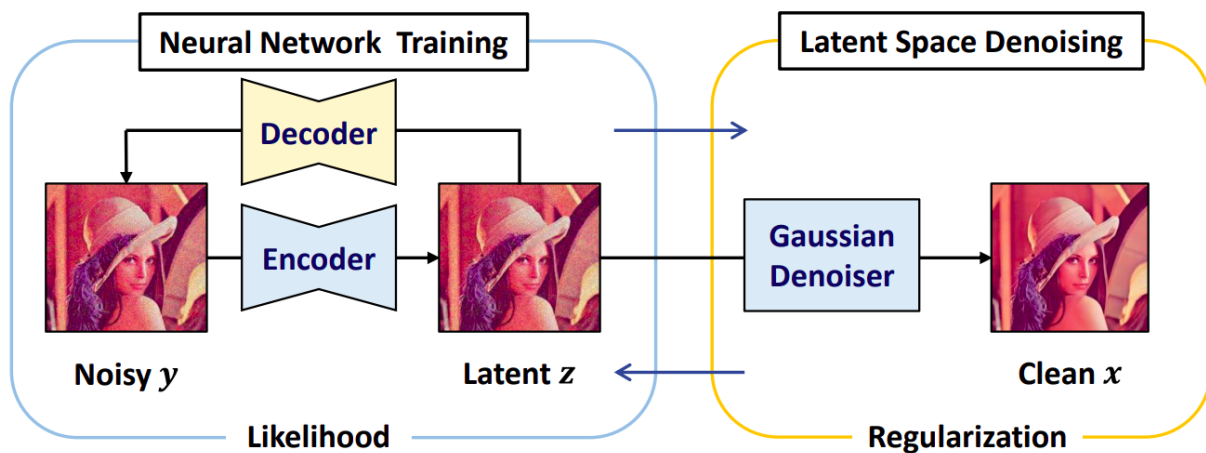 Neural Network Training
Latent Space Denoising
Decoder
Encoder
Gaussian
Denoiser
Noisy y
Latent z
Clean x
Likelihood
Regularization